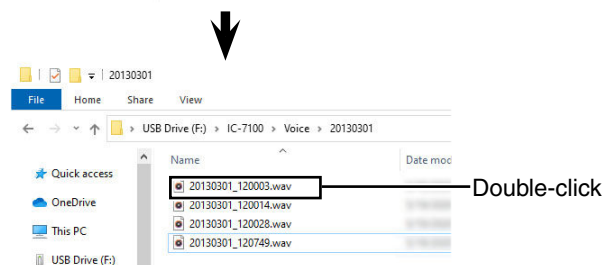 20130301
File Home Share View
USB Drive (F:) > IC-7100 > Voice > 20130301
Name Date mod
Quick access
20130301_120003.wav
Double-click
OneDrive
20130301_120014.wav
20130301_120028.wav
This PC
20130301_120749.wav
USB Drive (F:)